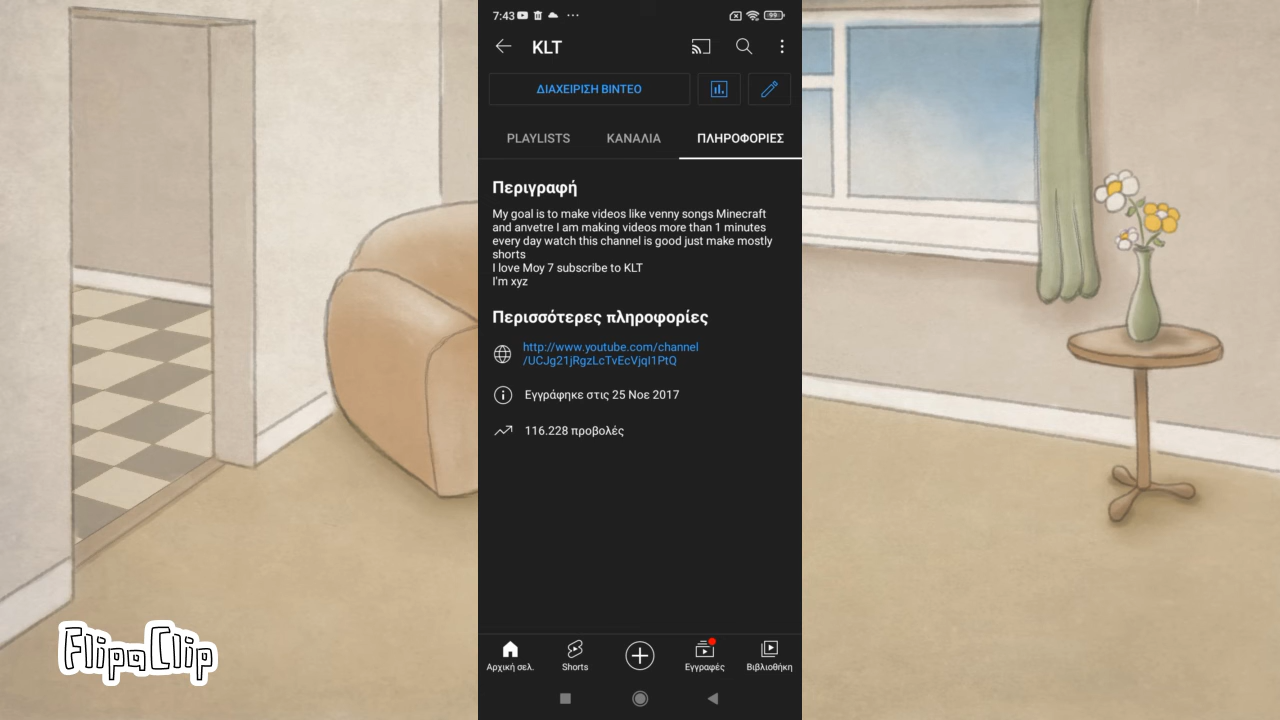 7:43
99
KLT
ΔΙΑΧΕΙΡΙΣΗ ΒΙΝΤΕΟ
PLAYLISTS ΚΑΝΑΛΙΑ ΠΛΗΡΟΦΟΡΙΕΣ
Περιγραφή
My goal is to make videos like venny songs Minecraft
and anvetre I am making videos more than 1 minutes
every day watch this channel is good just make mostly
shorts
I love Moy 7 subscribe to KLT
I'm xyz
Περισσότερες πληροφορίες
http://www.youtube.com/channel
/UCJg21jRgzLcTvEcVjqI1PtQ
Εγγράφηκε στις 25 Νοε 2017
116.228 προβολές
Αρχική σελ. Shorts Εγγραφές Βιβλιοθήκη
FlipaClip